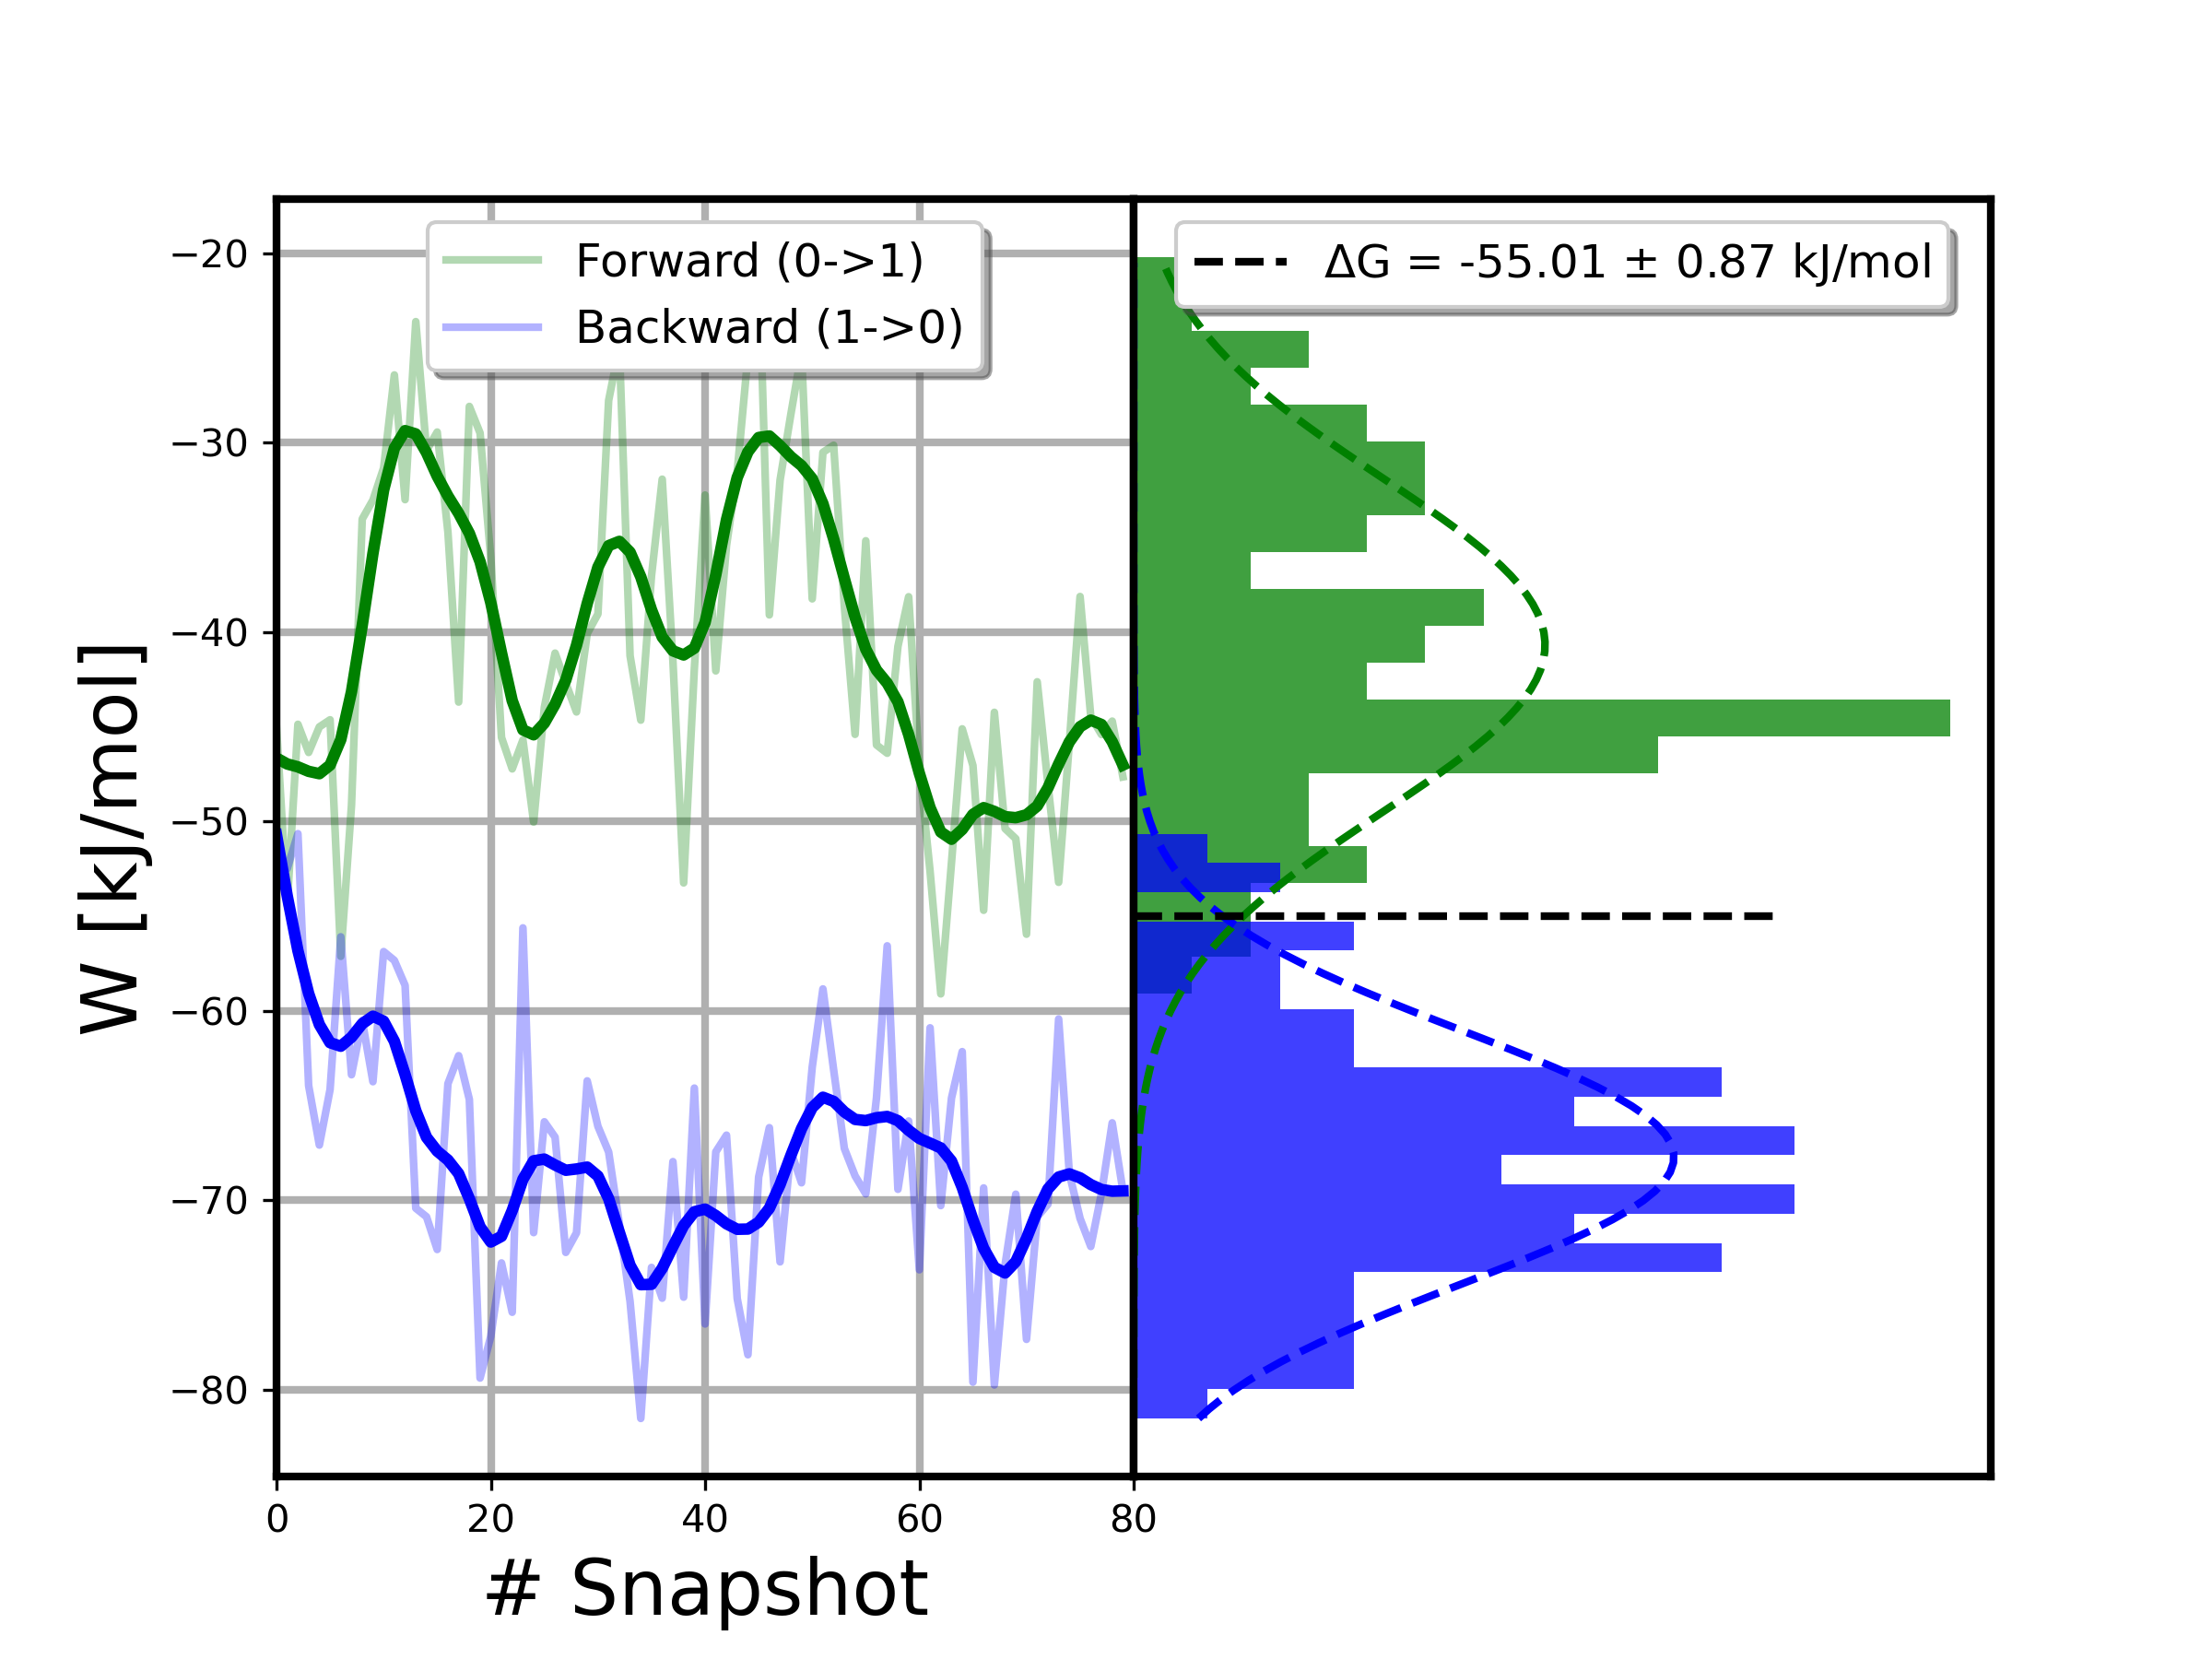 Forward (0->1)
Backward (1->0)
ΔG = -55.01 ± 0.87 kJ/mol
−20
−30
−40
−50
−60
−70
−80
W [kJ/mol]
0 20 40 60 80
# Snapshot